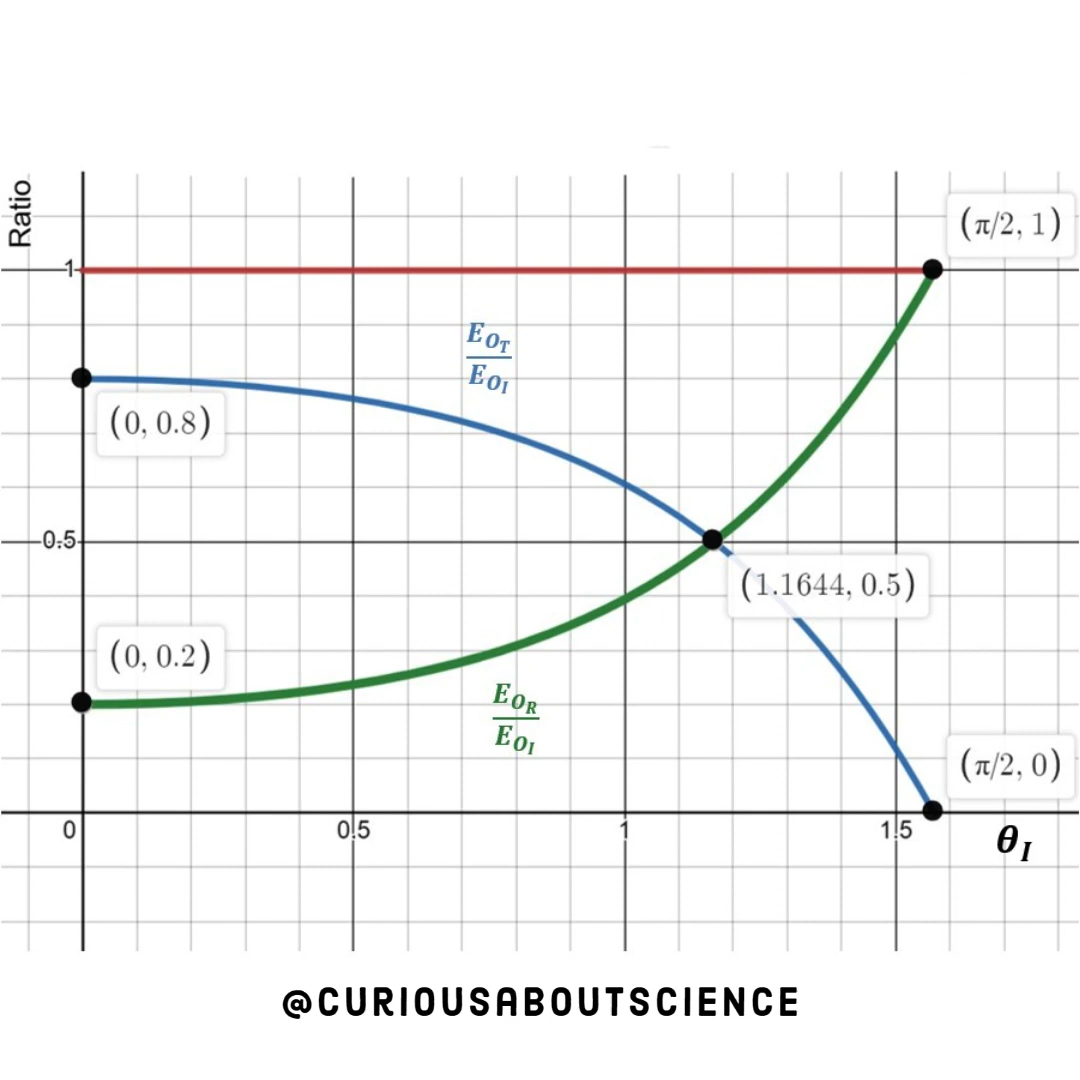 Ratio
(π/2, 1)
1
E_{O_T}/E_{O_I}
(0, 0.8)
0.5
(1.1644, 0.5)
(0, 0.2)
E_{O_R}/E_{O_I}
(π/2, 0)
0 0.5 1 1.5
θ_I
@CURIOUSABOUTSCIENCE